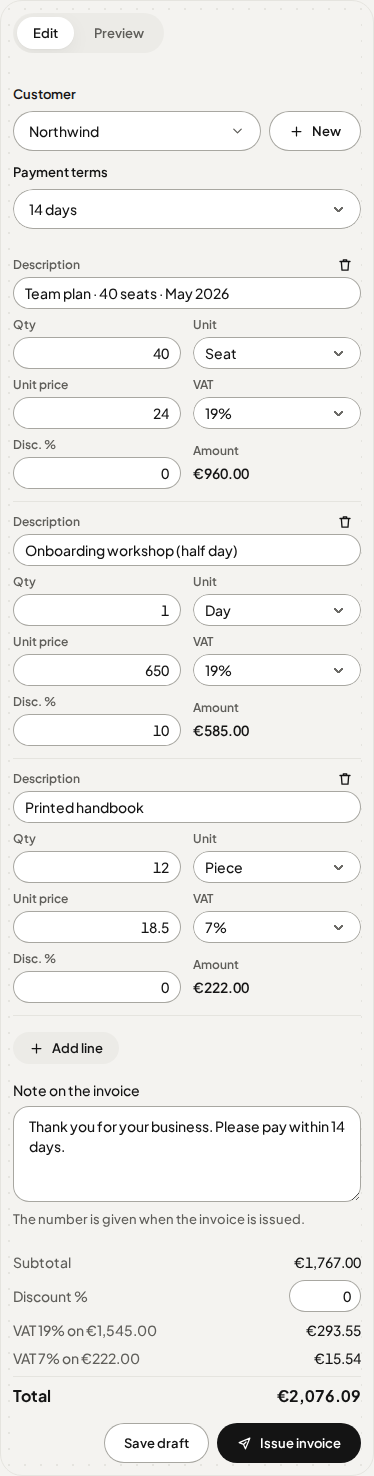 Edit Preview
Customer
Northwind New
Payment terms
14 days
Description
Team plan · 40 seats · May 2026
Qty Unit
40 Seat
Unit price VAT
24 19%
Disc. % Amount
0 €960.00
Description
Onboarding workshop (half day)
Qty Unit
1 Day
Unit price VAT
650 19%
Disc. % Amount
10 €585.00
Description
Printed handbook
Qty Unit
12 Piece
Unit price VAT
18.5 7%
Disc. % Amount
0 €222.00
Add line
Note on the invoice
Thank you for your business. Please pay within 14
days.
The number is given when the invoice is issued.
Subtotal €1,767.00
Discount % 0
VAT 19% on €1,545.00 €293.55
VAT 7% on €222.00 €15.54
Total €2,076.09
Save draft Issue invoice